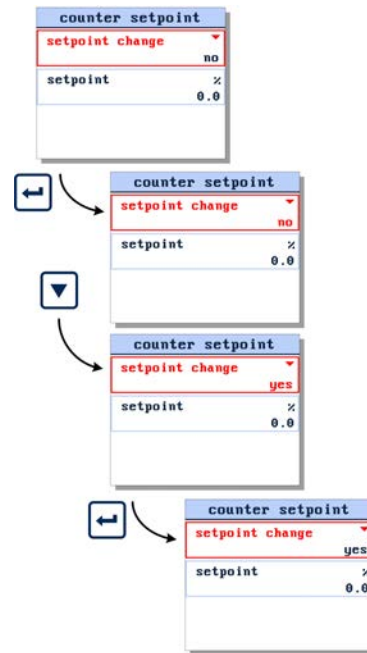 counter setpoint
setpoint change
no
setpoint %
0.0
counter setpoint
setpoint change
no
setpoint %
0.0
counter setpoint
setpoint change
yes
setpoint %
0.0
counter setpoint
setpoint change
yes
setpoint %
0.0